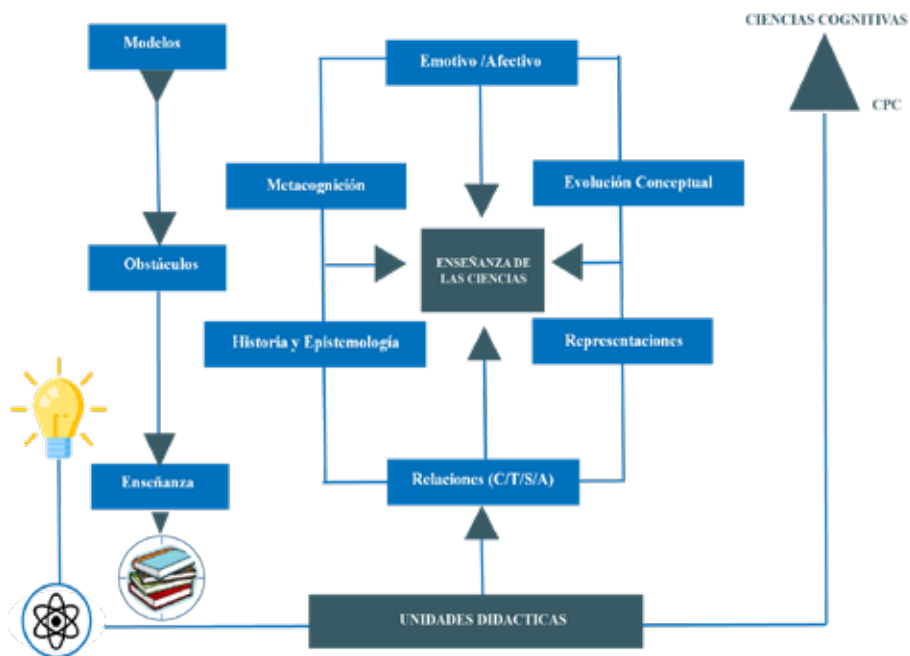 CIENCIAS COGNITIVAS
Modelos
Emotivo /Afectivo
CPC
Metacognición
Evolución Conceptual
Obstáculos
ENSEÑANZA DE
LAS CIENCIAS
Historia y Epistemología
Representaciones
Enseñanza
Relaciones (C/T/S/A)
UNIDADES DIDACTICAS